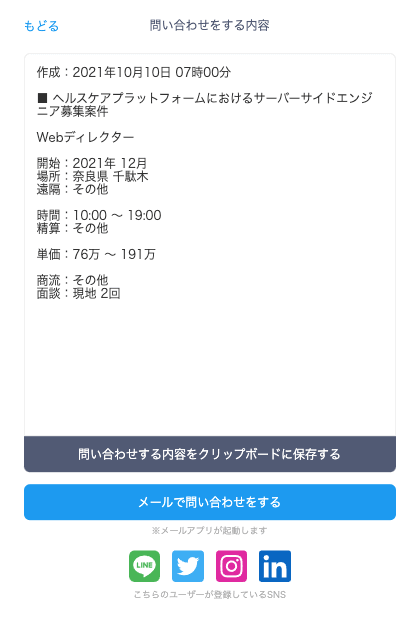 もどる
問い合わせをする内容
作成：2021年10月10日 07時00分
■ ヘルスケアプラットフォームにおけるサーバーサイドエンジ
ニア募集案件
Webディレクター
開始：2021年 12月
場所：奈良県 千駄木
遠隔：その他
時間：10:00 〜 19:00
精算：その他
単価：76万 〜 191万
商流：その他
面談：現地 2回
問い合わせする内容をクリップボードに保存する
メールで問い合わせをする
※メールアプリが起動します
LINE
in
こちらのユーザーが登録しているSNS